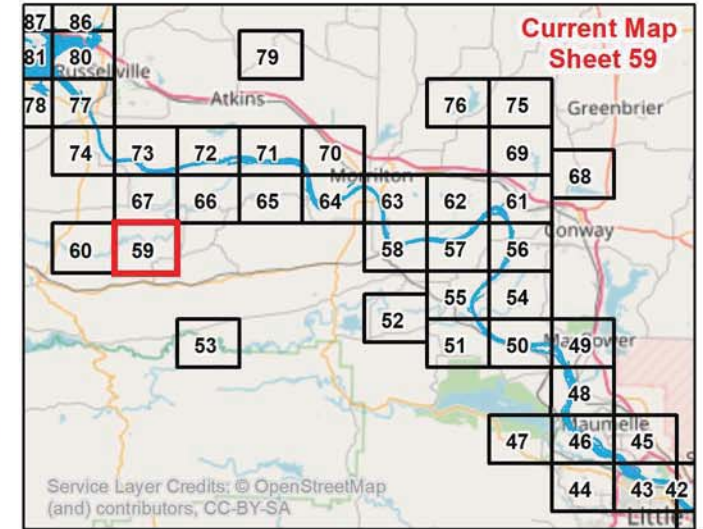 87 86
Current Map
Sheet 59
81 80
79
Russellville
78 77
Atkins
76 75
Greenbrier
74 73 72 71 70
69
68
Morrilton
67 66 65 64 63 62 61
Conway
60 59
58 57 56
55 54
52
53
51 50 49
Mayflower
48
Maumelle
47 46 45
44 43 42
Service Layer Credits: © OpenStreetMap
(and) contributors, CC-BY-SA
Little